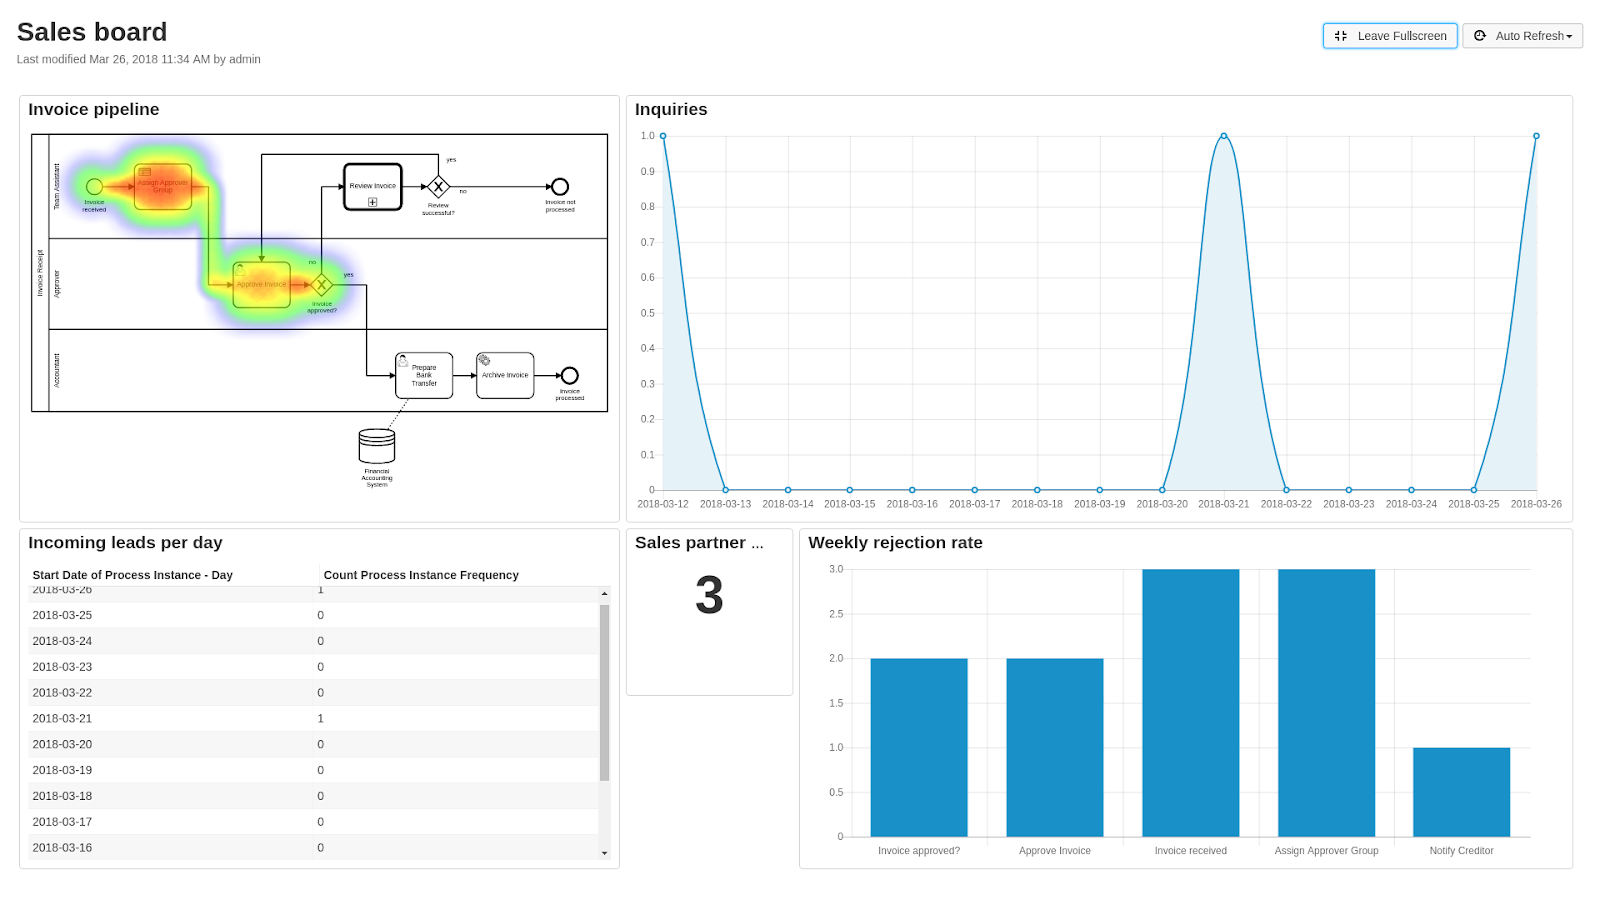 Sales board
Last modified Mar 26, 2018 11:34 AM by admin
Leave Fullscreen
Auto Refresh
Invoice pipeline
Invoice Receipt
Team Assistant
Approver
Accountant
Invoice
received
Assign Approver
Group
Review Invoice
yes
no
Review
successful?
Invoice not
processed
Approve Invoice
no
yes
Invoice
approved?
Prepare
Bank
Transfer
Archive Invoice
Invoice
processed
Financial
Accounting
System
Inquiries
1.0
0.9
0.8
0.7
0.6
0.5
0.4
0.3
0.2
0.1
0
2018-03-12 2018-03-13 2018-03-14 2018-03-15 2018-03-16 2018-03-17 2018-03-18 2018-03-19 2018-03-20 2018-03-21 2018-03-22 2018-03-23 2018-03-24 2018-03-25 2018-03-26
Incoming leads per day
Start Date of Process Instance - Day Count Process Instance Frequency
2018-03-26 1
2018-03-25 0
2018-03-24 0
2018-03-23 0
2018-03-22 0
2018-03-21 1
2018-03-20 0
2018-03-19 0
2018-03-18 0
2018-03-17 0
2018-03-16 0
Sales partner ...
3
Weekly rejection rate
3.0
2.5
2.0
1.5
1.0
0.5
0
Invoice approved? Approve Invoice Invoice received Assign Approver Group Notify Creditor